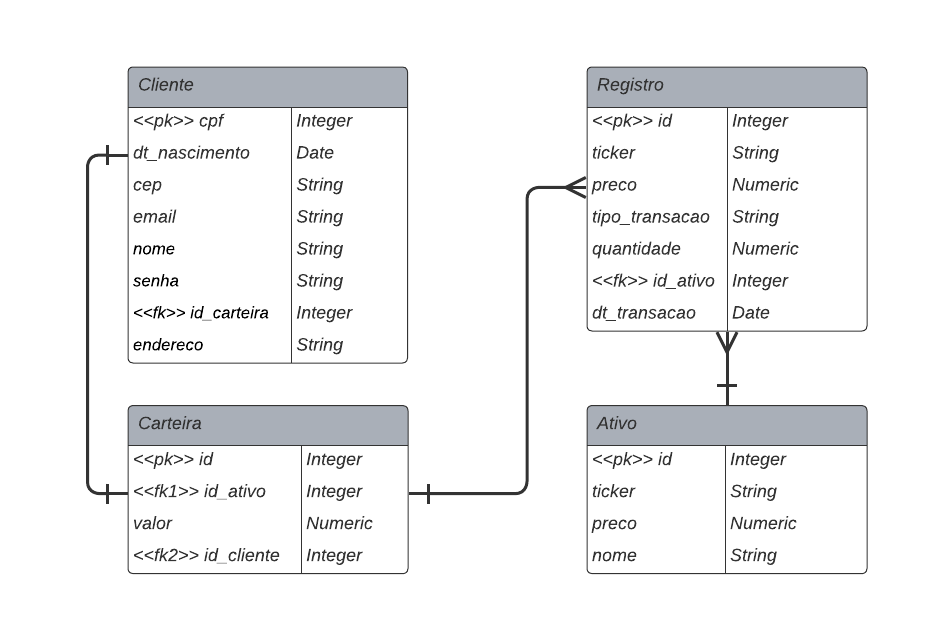 Cliente
<<pk>> cpf Integer
dt_nascimento Date
cep String
email String
nome String
senha String
<<fk>> id_carteira Integer
endereco String
Registro
<<pk>> id Integer
ticker String
preco Numeric
tipo_transacao String
quantidade Numeric
<<fk>> id_ativo Integer
dt_transacao Date
Carteira
<<pk>> id Integer
<<fk1>> id_ativo Integer
valor Numeric
<<fk2>> id_cliente Integer
Ativo
<<pk>> id Integer
ticker String
preco Numeric
nome String